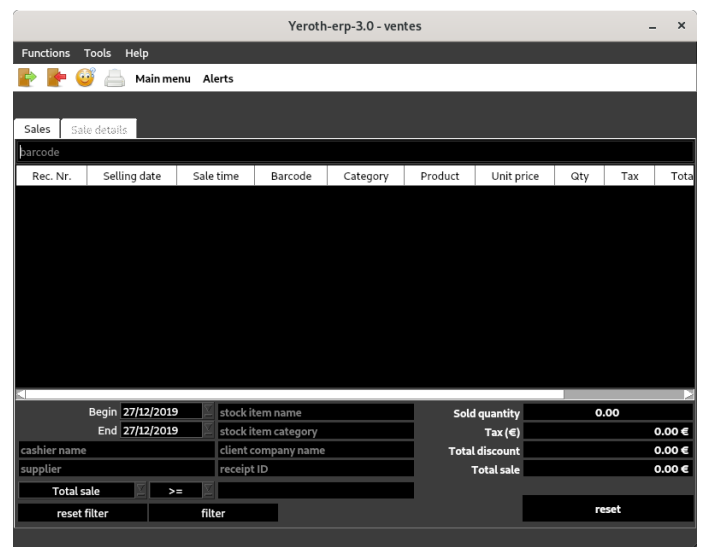 Yeroth-erp-3.0 - ventes
Functions Tools Help
Main menu Alerts
Sales Sale details
barcode
Rec. Nr. Selling date Sale time Barcode Category Product Unit price Qty Tax Tota
Begin 27/12/2019 stock item name Sold quantity 0.00
End 27/12/2019 stock item category Tax (€) 0.00 €
cashier name client company name Total discount 0.00 €
supplier receipt ID Total sale 0.00 €
Total sale >=
reset filter filter reset